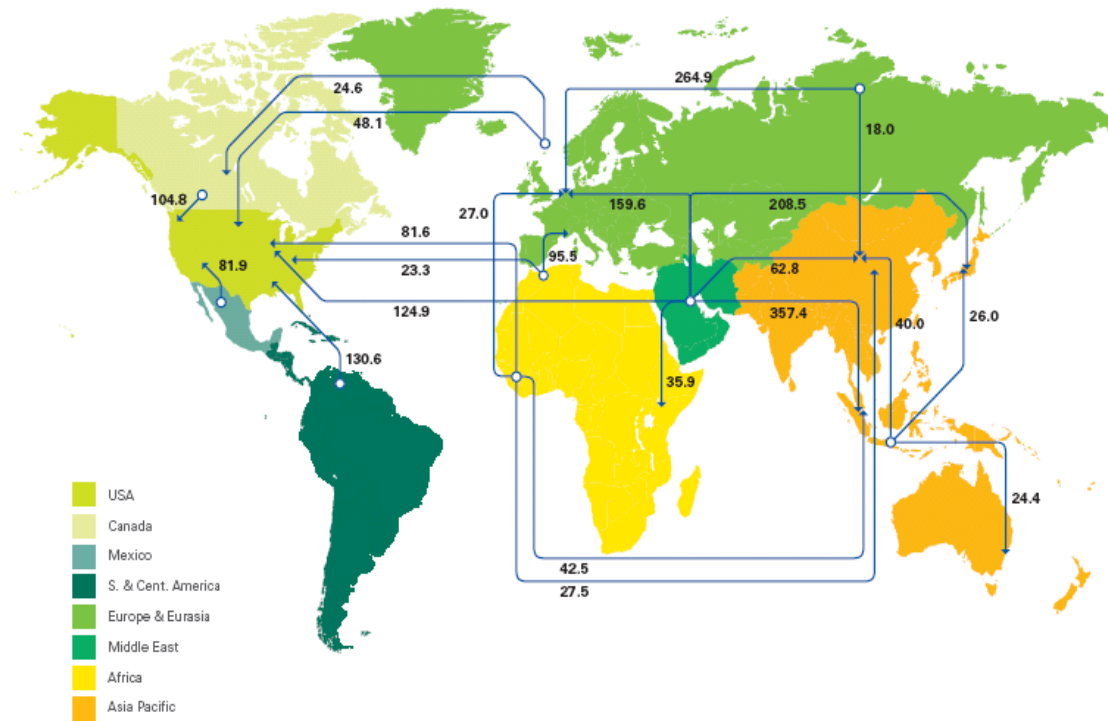 264.9
24.6
48.1
18.0
104.8
27.0
159.6
208.5
81.6
95.5
62.8
81.9
23.3
124.9
357.4
40.0
26.0
130.6
35.9
USA
24.4
Canada
Mexico
42.5
S. & Cent. America
27.5
Europe & Eurasia
Middle East
Africa
Asia Pacific